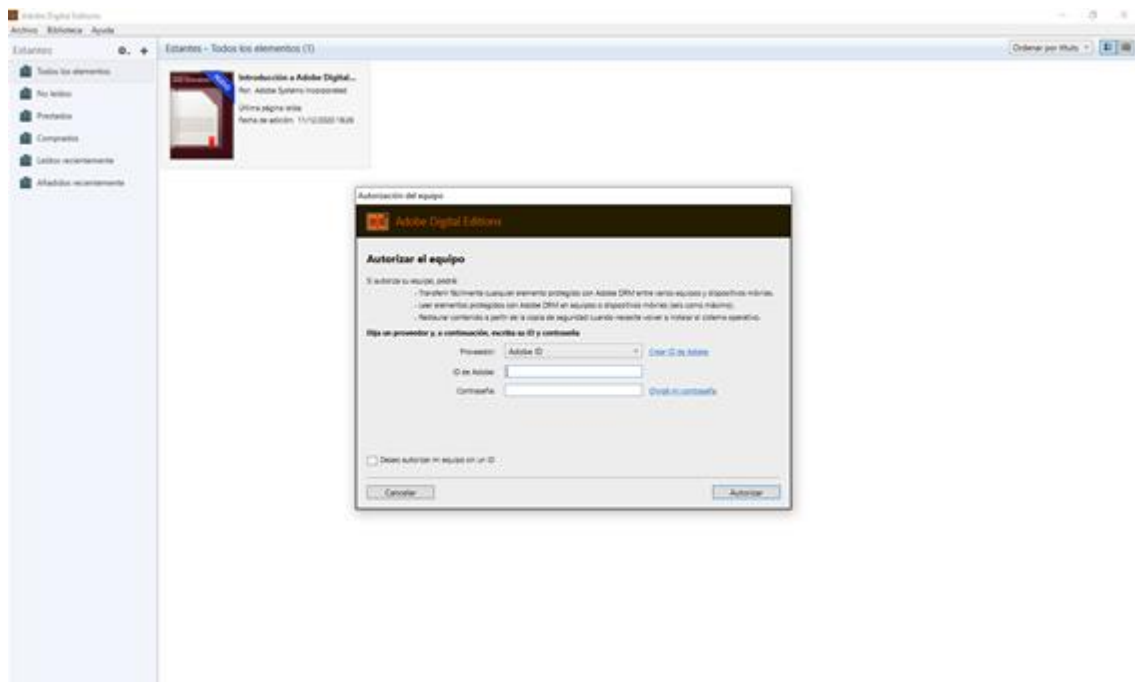 Adobe Digital Editions
Archivo Biblioteca Ayuda
Estantes
Estantes - Todos los elementos (1)
Ordenar por título
Todos los elementos
No leídos
Prestados
Comprados
Leídos recientemente
Añadidos recientemente
NUEVO
Introducción a Adobe Digital...
Por: Adobe Systems Incorporated
Última página leída:
Fecha de adición: 11/12/2020 19:26
Autorización del equipo
Adobe Digital Editions
Autorizar el equipo
Si autoriza su equipo, podrá:
- Transferir fácilmente cualquier elemento protegido con Adobe DRM entre varios equipos y dispositivos móviles.
- Leer elementos protegidos con Adobe DRM en equipos o dispositivos móviles (seis como máximo).
- Restaurar contenido a partir de la copia de seguridad cuando necesite volver a instalar el sistema operativo.
Elija un proveedor y, a continuación, escriba su ID y contraseña
Proveedor: Adobe ID Crear ID de Adobe
ID de Adobe:
Contraseña: Olvidé mi contraseña
Deseo autorizar mi equipo sin un ID
Cancelar Autorizar